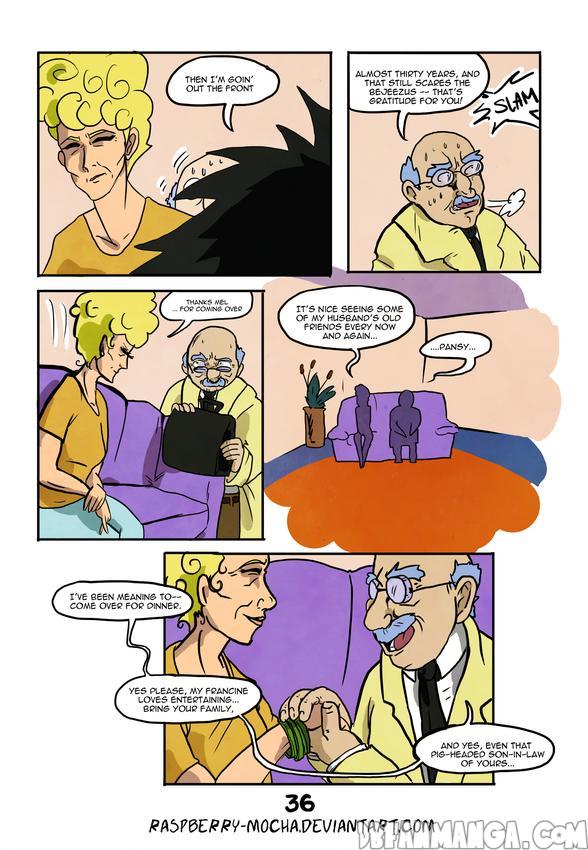 THEN I'M GOIN'
OUT THE FRONT
ALMOST THIRTY YEARS, AND
THAT STILL SCARES THE
BEJEEZUS -- THAT'S
GRATITUDE FOR YOU!
SLAM
THANKS MEL
... FOR COMING OVER
IT'S NICE SEEING SOME
OF MY HUSBAND'S OLD
FRIENDS EVERY NOW
AND AGAIN...
....PANSY...
I'VE BEEN MEANING TO--
COME OVER FOR DINNER.
YES PLEASE, MY FRANCINE
LOVES ENTERTAINING...
BRING YOUR FAMILY,
AND YES, EVEN THAT
PIG-HEADED SON-IN-LAW
OF YOURS...
36
RASPBERRY-MOCHA.DEVIANTART.COM
DBFANMANGA.COM